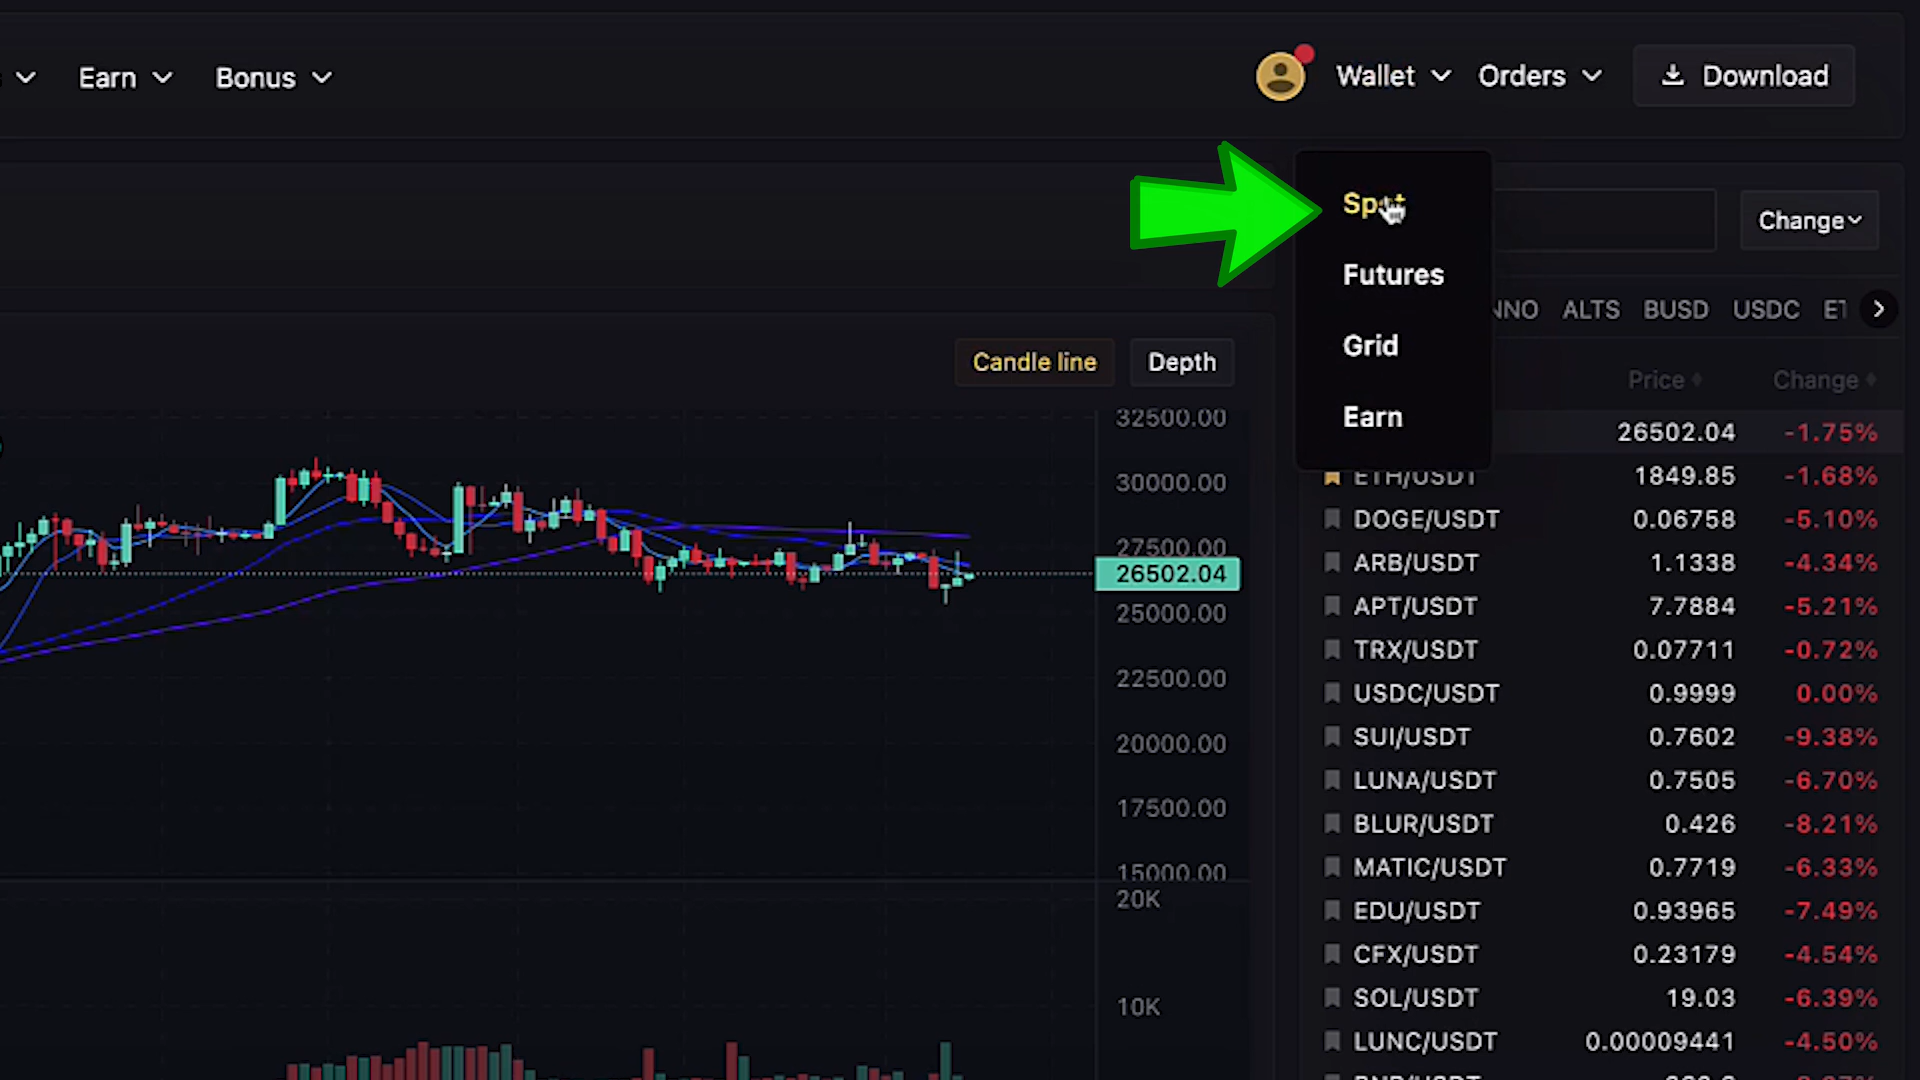 Earn
Bonus
Wallet
Orders
Download
Spot
Futures
Grid
Earn
Change
ALTS
BUSD
USDC
Candle line
Depth
Price
Change
32500.00
30000.00
27500.00
26502.04
25000.00
22500.00
20000.00
17500.00
15000.00
20K
10K
26502.04 -1.75%
ETH/USDT 1849.85 -1.68%
DOGE/USDT 0.06758 -5.10%
ARB/USDT 1.1338 -4.34%
APT/USDT 7.7884 -5.21%
TRX/USDT 0.07711 -0.72%
USDC/USDT 0.9999 0.00%
SUI/USDT 0.7602 -9.38%
LUNA/USDT 0.7505 -6.70%
BLUR/USDT 0.426 -8.21%
MATIC/USDT 0.7719 -6.33%
EDU/USDT 0.93965 -7.49%
CFX/USDT 0.23179 -4.54%
SOL/USDT 19.03 -6.39%
LUNC/USDT 0.00009441 -4.50%